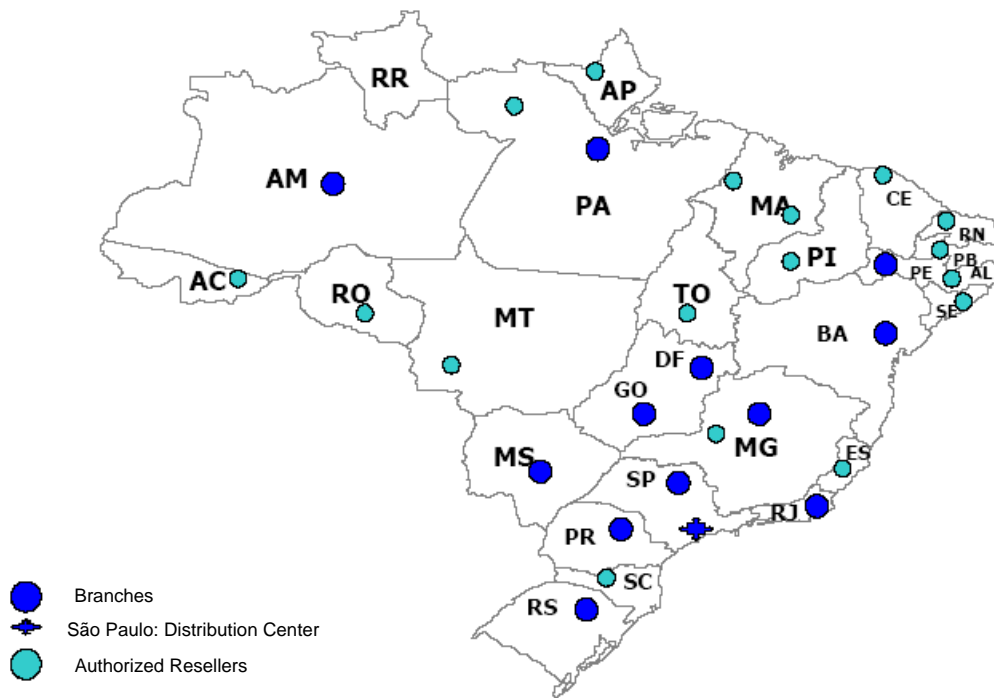 RR
AP
AM
PA
MA
CE
RN
PB
PI
PE
AL
AC
RO
TO
SE
MT
BA
DF
GO
MG
ES
MS
SP
RJ
PR
SC
RS
Branches
São Paulo: Distribution Center
Authorized Resellers